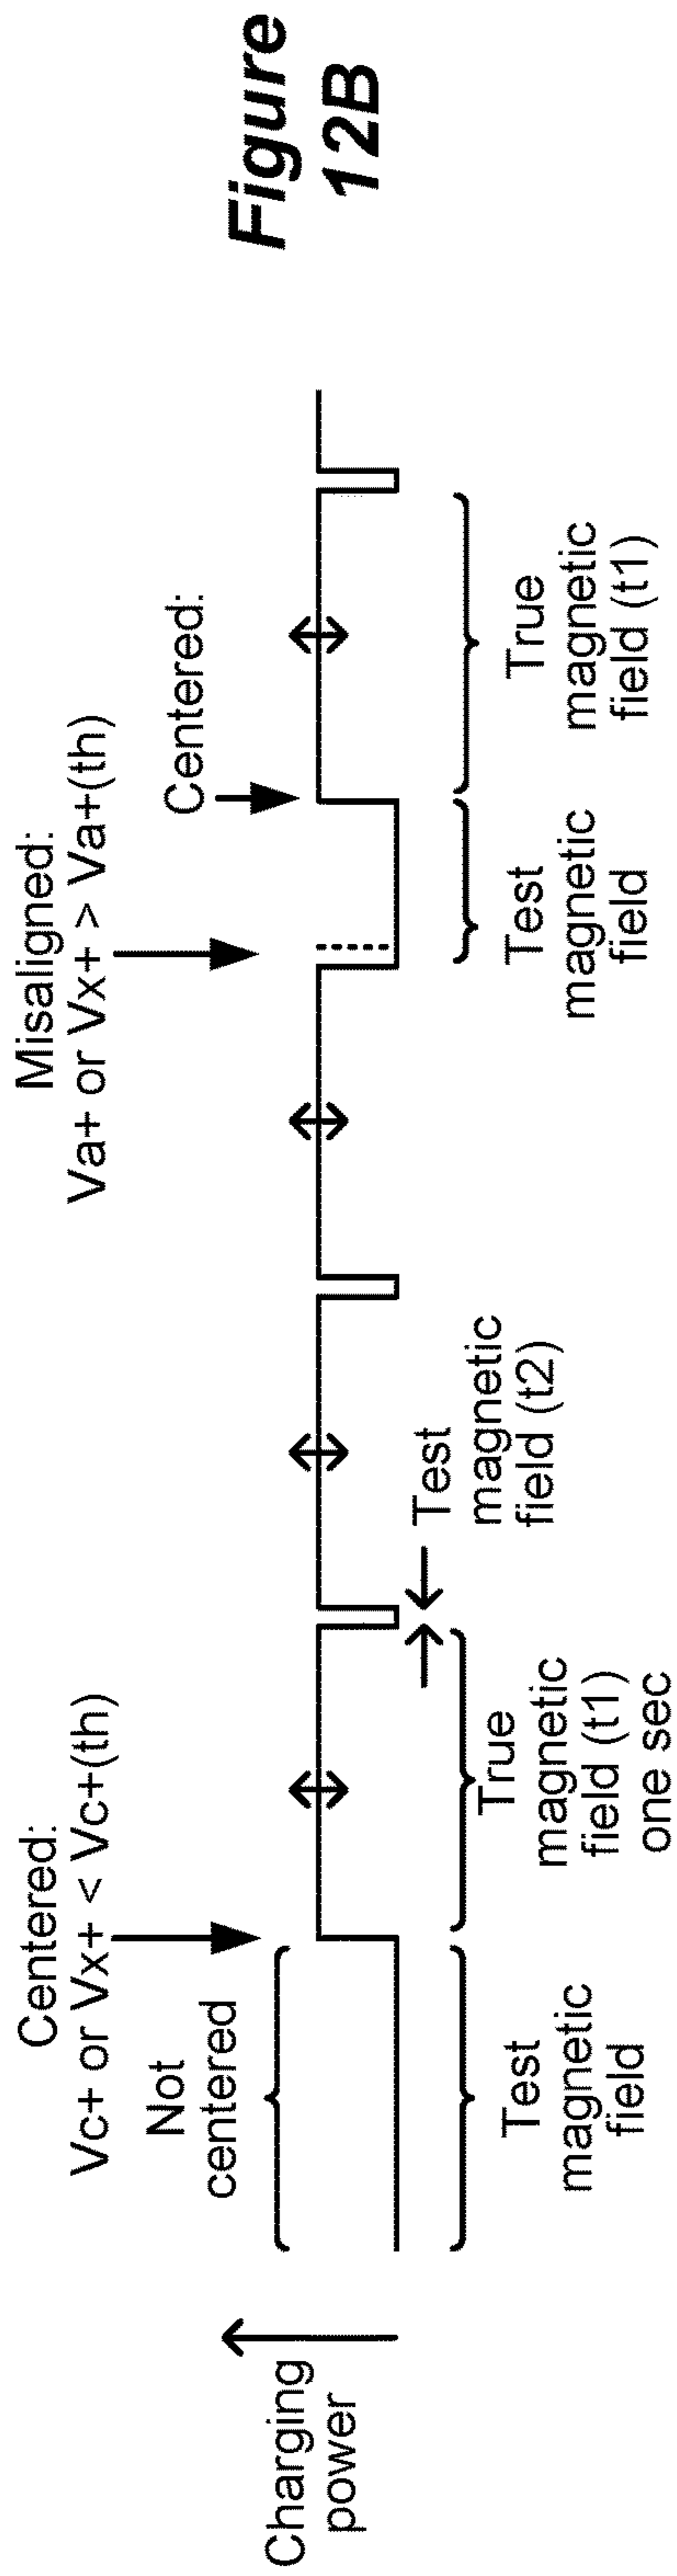 Charging
power
Not
centered
Centered:
Vc+ or Vx+ < Vc+(th)
Test
magnetic
field
True
magnetic
field (t1)
one sec
Test
magnetic
field (t2)
Misaligned:
Va+ or Vx+ > Va+(th)
Centered:
Test
magnetic
field
True
magnetic
field (t1)
Figure
12B